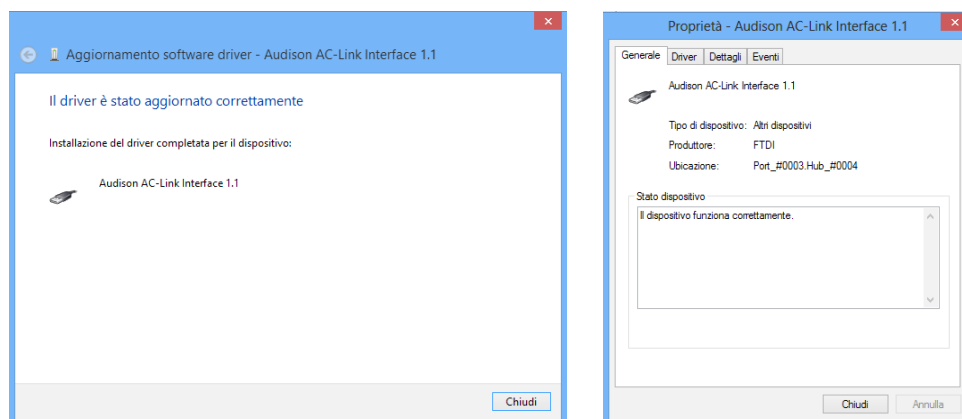 Aggiornamento software driver - Audison AC-Link Interface 1.1
Il driver è stato aggiornato correttamente
Installazione del driver completata per il dispositivo:
Audison AC-Link Interface 1.1
Chiudi
Proprietà - Audison AC-Link Interface 1.1
Generale Driver Dettagli Eventi
Audison AC-Link Interface 1.1
Tipo di dispositivo: Altri dispositivi
Produttore: FTDI
Ubicazione: Port_#0003.Hub_#0004
Stato dispositivo
Il dispositivo funziona correttamente.
Chiudi Annulla